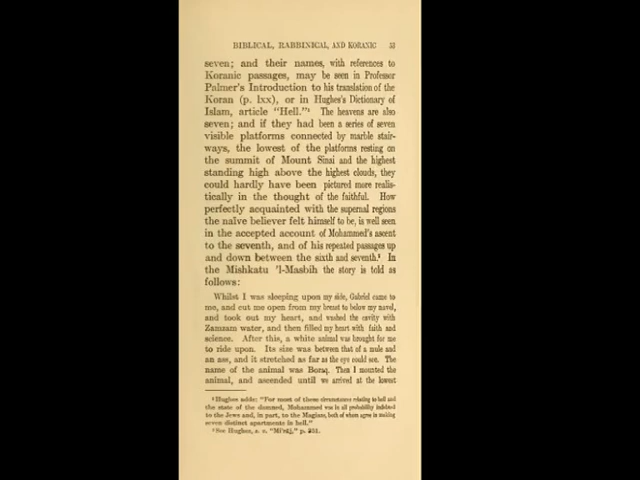 BIBLICAL, RABBINICAL, AND KORANIC 53
seven; and their names, with references to
Koranic passages, may be seen in Professor
Palmer's Introduction to his translation of the
Koran (p. lxx), or in Hughes's Dictionary of
Islam, article "Hell."¹ The heavens are also
seven; and if they had been a series of seven
visible platforms connected by marble stair-
ways, the lowest of the platforms resting on
the summit of Mount Sinai and the highest
standing high above the highest clouds, they
could hardly have been pictured more realis-
tically in the thought of the faithful. How
perfectly acquainted with the supernal regions
the naïve believer felt himself to be, is well seen
in the accepted account of Mohammed's ascent
to the seventh, and of his repeated passages up
and down between the sixth and seventh.² In
the Mishkatu 'l-Masbih the story is told as
follows:
Whilst I was sleeping upon my side, Gabriel came to
me, and cut me open from my breast to below my navel,
and took out my heart, and washed the cavity with
Zamzam water, and then filled my heart with faith and
science. After this, a white animal was brought for me
to ride upon. Its size was between that of a mule and
an ass, and it stretched as far as the eye could see. The
name of the animal was Boraq. Then I mounted the
animal, and ascended until we arrived at the lowest
¹ Hughes adds: "For most of these circumstances relating to hell and
the state of the damned, Mohammed was in all probability indebted
to the Jews and, in part, to the Magians, both of whom agree in making
seven distinct apartments in hell."
² See Hughes, s. v. "Mi'raj," p. 351.